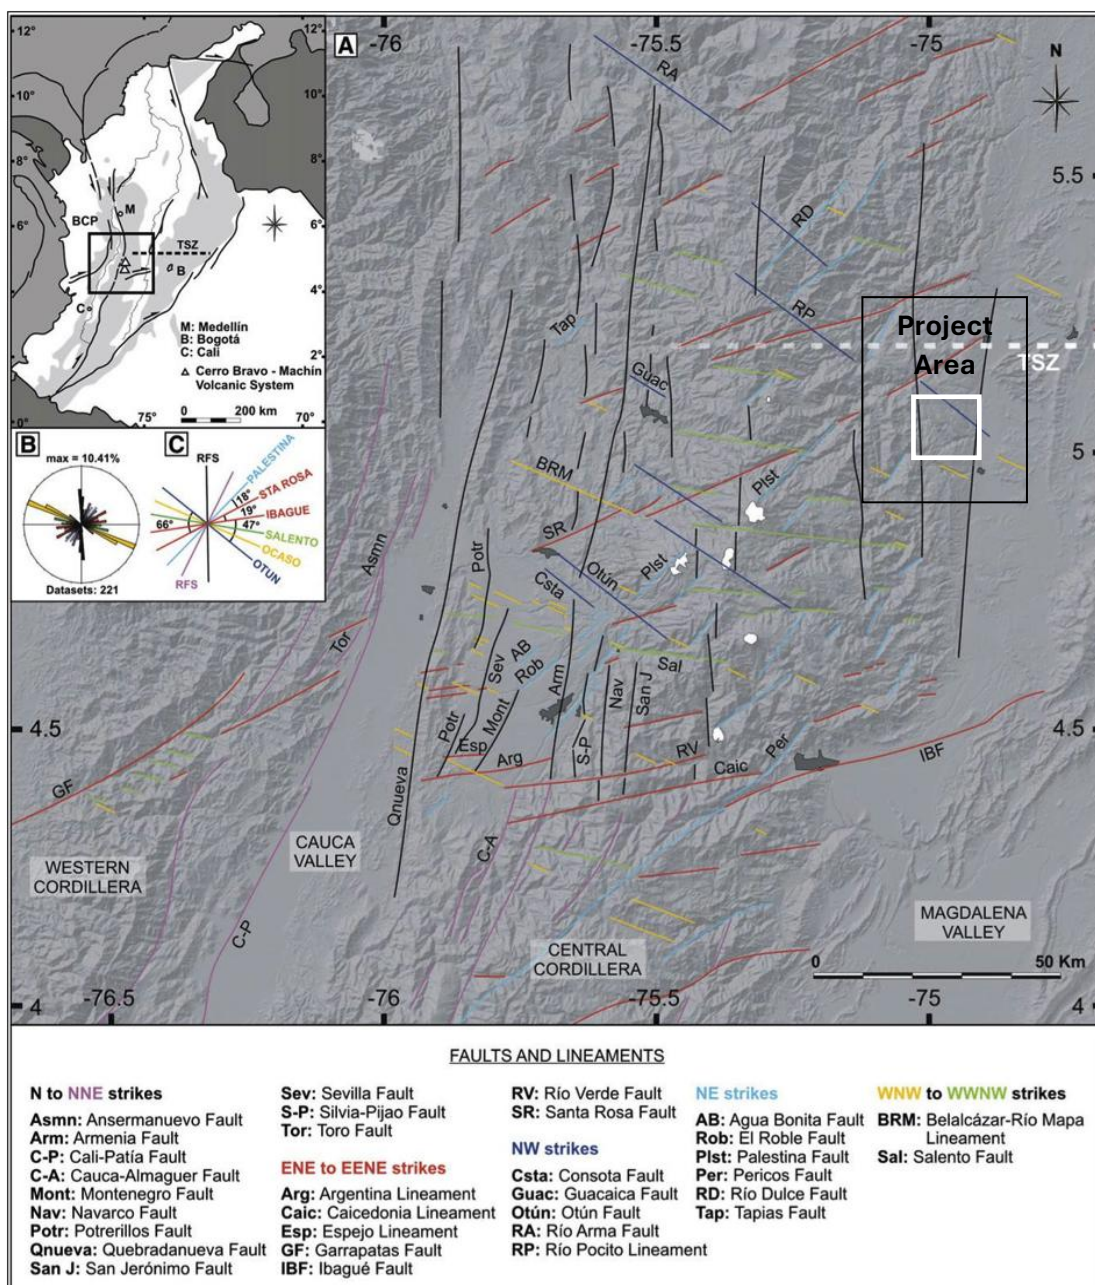 12°
12°
10°
10°
8°
8°
6°
6°
4°
4°
2°
2°
0°
0°
75°
70°
BCP
M
TSZ
B
C
M: Medellín
B: Bogotá
C: Cali
Cerro Bravo - Machín
Volcanic System
0 200 km
A
-76
-75.5
-75
N
5.5
5
4.5
4.5
4
4
-76.5
-76
-75.5
-75
B
max = 10.41%
Datasets: 221
C
RFS
PALESTINA
18°
STA ROSA
19°
IBAGUE
66°
47°
SALENTO
OCASO
OTUN
RFS
RA
RD
RP
Tap
Guac
Project
Area
TSZ
BRM
Plst
SR
Asmn
Potr
Otún
Plst
Csta
Tor
AB
Sev
Rob
Arm
Sal
Nav
San J
Mont
Potr
Esp
S-P
Arg
RV
Per
Caic
IBF
GF
Qnueva
C-A
C-P
WESTERN
CORDILLERA
CAUCA
VALLEY
CENTRAL
CORDILLERA
MAGDALENA
VALLEY
0 50 Km
FAULTS AND LINEAMENTS
N to NNE strikes
Asmn: Ansermanuevo Fault
Arm: Armenia Fault
C-P: Cali-Patía Fault
C-A: Cauca-Almaguer Fault
Mont: Montenegro Fault
Nav: Navarco Fault
Potr: Potrerillos Fault
Qnueva: Quebradanueva Fault
San J: San Jerónimo Fault
Sev: Sevilla Fault
S-P: Silvia-Pijao Fault
Tor: Toro Fault
ENE to EENE strikes
Arg: Argentina Lineament
Caic: Caicedonia Lineament
Esp: Espejo Lineament
GF: Garrapatas Fault
IBF: Ibagué Fault
RV: Río Verde Fault
SR: Santa Rosa Fault
NW strikes
Csta: Consota Fault
Guac: Guacaica Fault
Otún: Otún Fault
RA: Río Arma Fault
RP: Río Pocito Lineament
NE strikes
AB: Agua Bonita Fault
Rob: El Roble Fault
Plst: Palestina Fault
Per: Pericos Fault
RD: Río Dulce Fault
Tap: Tapias Fault
WNW to WWNW strikes
BRM: Belalcázar-Río Mapa
Lineament
Sal: Salento Fault